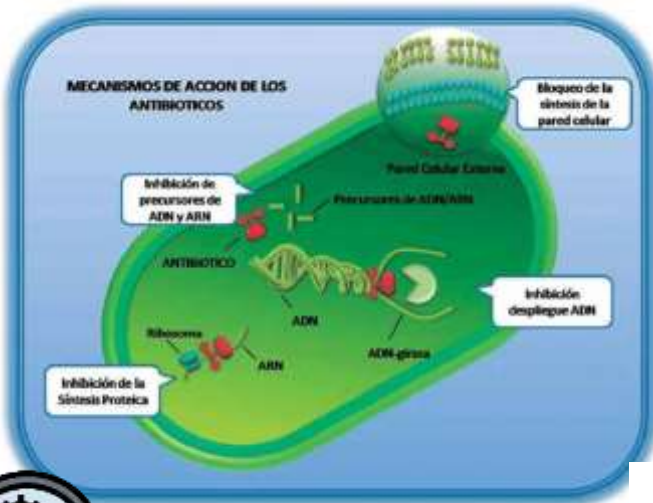 MECANISMOS DE ACCION DE LOS
ANTIBIOTICOS
Bloqueo de la
síntesis de la
pared celular
Pared Celular Externa
Inhibición de
precursores de
ADN y ARN
Precursores de ADN/ARN
ANTIBIOTICO
ADN
Inhibición
despliegue ADN
ADN-girasa
Ribosoma
ARN
Inhibición de la
Síntesis Proteica